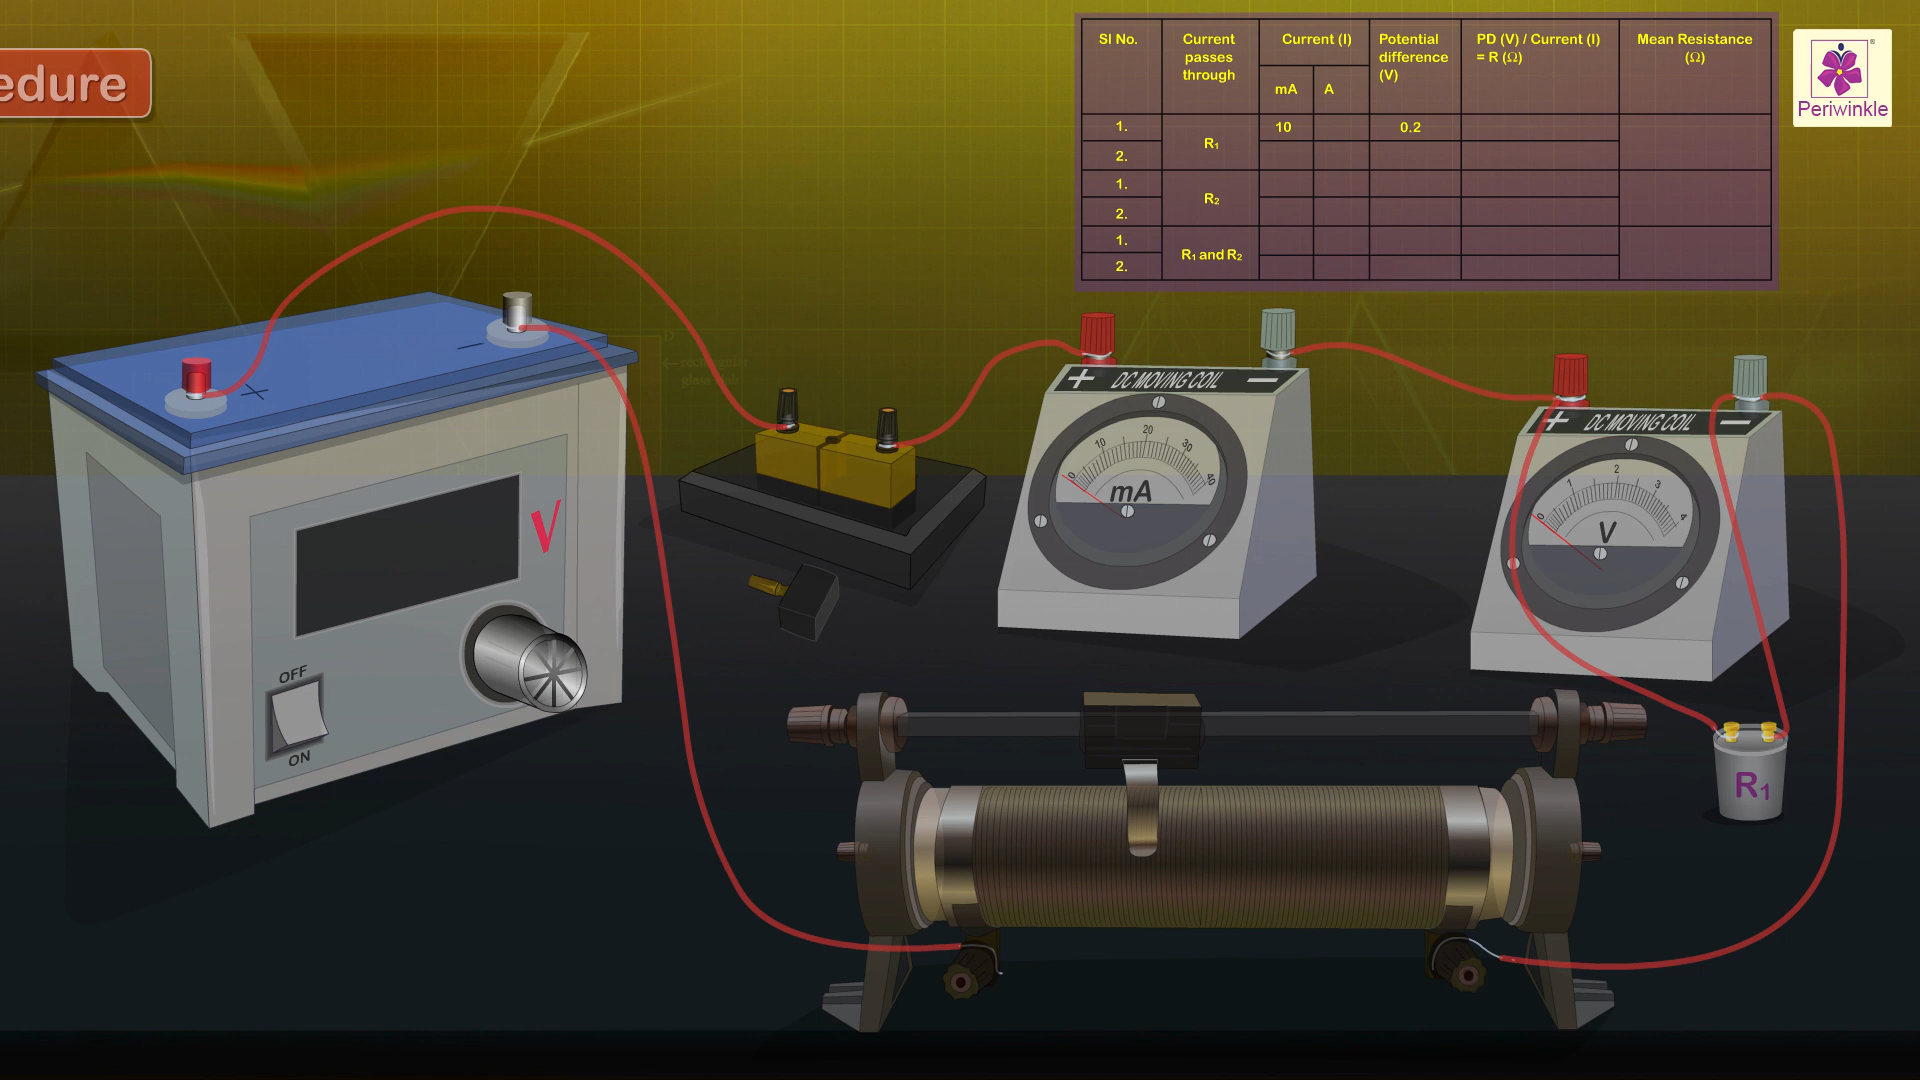 edure
Sl No.
Current
passes
through
Current (I)
mA
A
Potential
difference
(V)
PD (V) / Current (I)
= R (Ω)
Mean Resistance
(Ω)
1.
R₁
10
0.2
2.
1.
R₂
2.
1.
R₁ and R₂
2.
Periwinkle
+
−
V
OFF
ON
D
← rectangular
+ DC MOVING COIL −
0 10 20 30 40
mA
+ DC MOVING COIL −
0 1 2 3 4
V
R₁